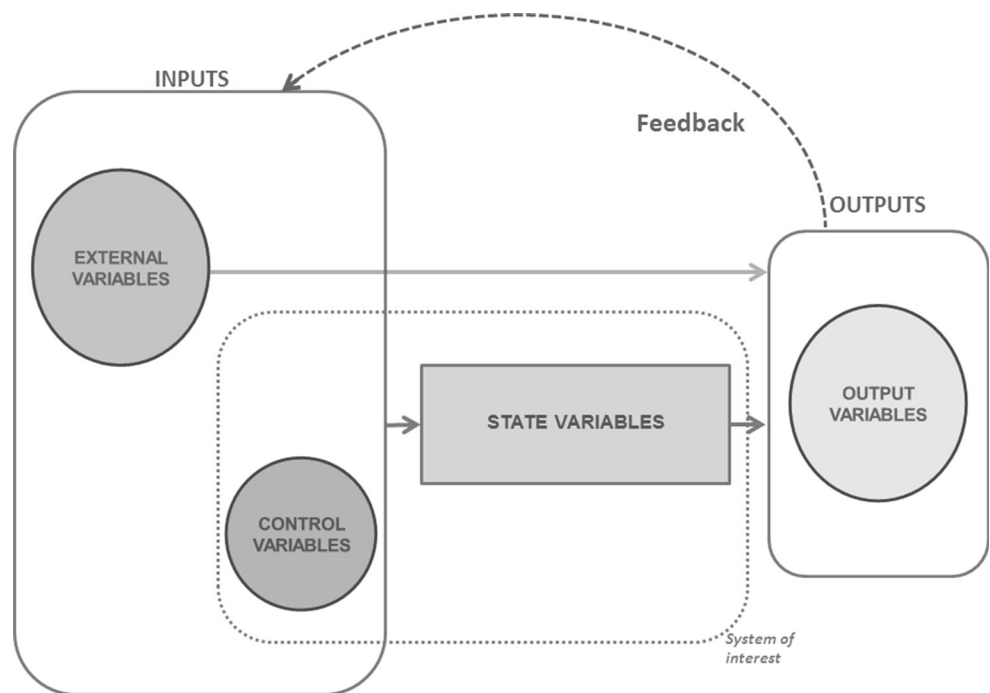 INPUTS
Feedback
OUTPUTS
EXTERNAL
VARIABLES
STATE VARIABLES
OUTPUT
VARIABLES
CONTROL
VARIABLES
System of
interest